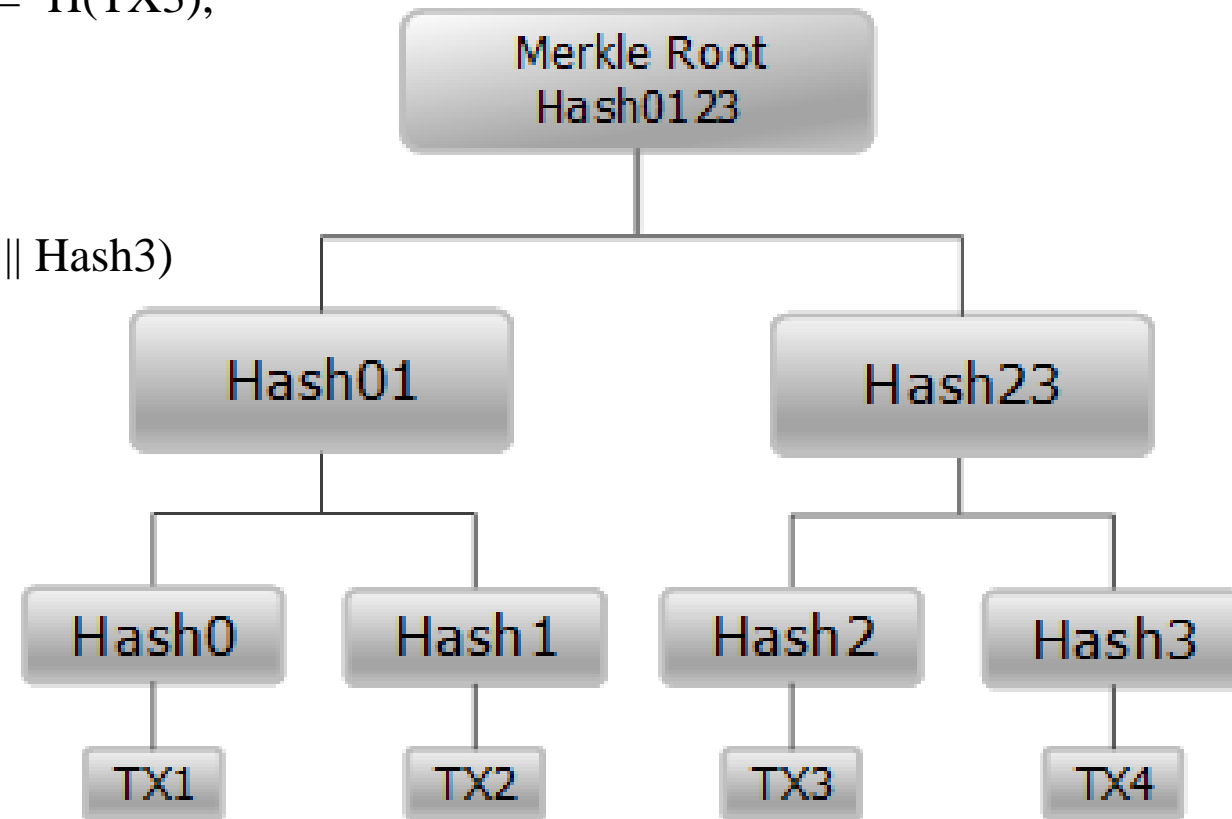 = H(TX3),
Merkle Root
Hash0123
|| Hash3)
Hash01
Hash23
Hash0
Hash1
Hash2
Hash3
TX1
TX2
TX3
TX4